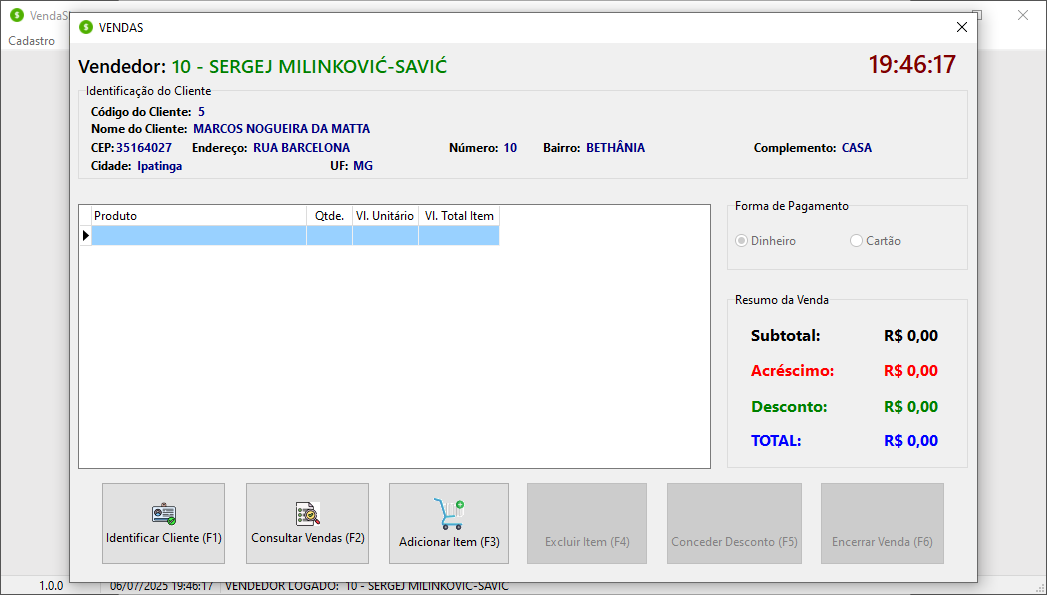 VendaS
VENDAS
Cadastro
Vendedor: 10 - SERGEJ MILINKOVIĆ-SAVIĆ 19:46:17
Identificação do Cliente
Código do Cliente: 5
Nome do Cliente: MARCOS NOGUEIRA DA MATTA
CEP: 35164027 Endereço: RUA BARCELONA Número: 10 Bairro: BETHÂNIA Complemento: CASA
Cidade: Ipatinga UF: MG
Produto Qtde. Vl. Unitário Vl. Total Item
Forma de Pagamento
Dinheiro Cartão
Resumo da Venda
Subtotal: R$ 0,00
Acréscimo: R$ 0,00
Desconto: R$ 0,00
TOTAL: R$ 0,00
Identificar Cliente (F1) Consultar Vendas (F2) Adicionar Item (F3) Excluir Item (F4) Conceder Desconto (F5) Encerrar Venda (F6)
1.0.0 06/07/2025 19:46:17 VENDEDOR LOGADO: 10 - SERGEJ MILINKOVIĆ-SAVIĆ